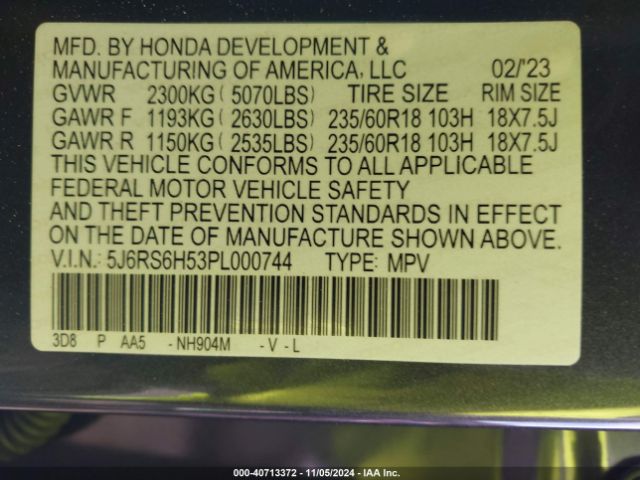 MFD. BY HONDA DEVELOPMENT &
MANUFACTURING OF AMERICA, LLC 02/'23
GVWR 2300KG ( 5070LBS) TIRE SIZE RIM SIZE
GAWR F 1193KG ( 2630LBS) 235/60R18 103H 18X7.5J
GAWR R 1150KG ( 2535LBS) 235/60R18 103H 18X7.5J
THIS VEHICLE CONFORMS TO ALL APPLICABLE
FEDERAL MOTOR VEHICLE SAFETY
AND THEFT PREVENTION STANDARDS IN EFFECT
ON THE DATE OF MANUFACTURE SHOWN ABOVE.
V.I.N.: 5J6RS6H53PL000744 TYPE: MPV
3D8 P AA5 -NH904M -V-L
000-40713372 - 11/05/2024 - IAA Inc.